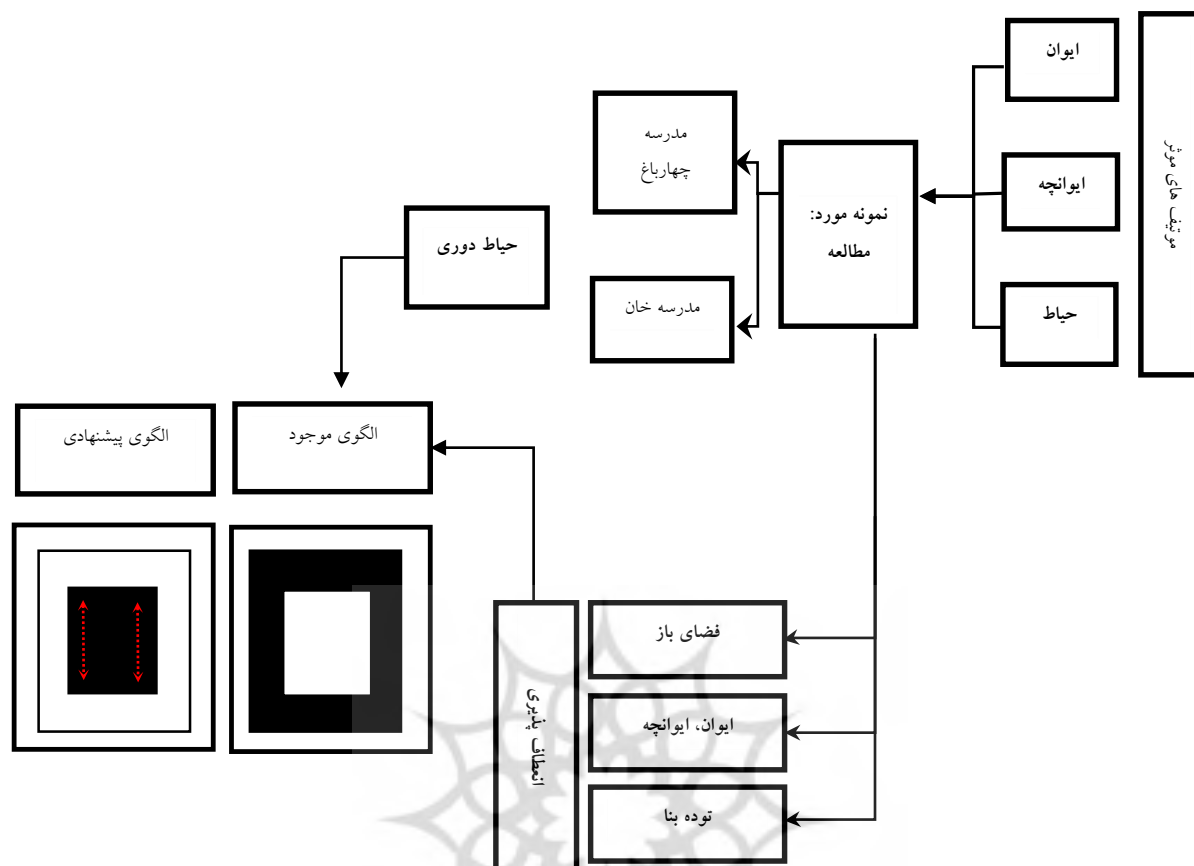 موتیف های موثر
ایوان
ایوانچه
حیاط
نمونه مورد:
مطالعه
مدرسه
چهارباغ
مدرسه خان
حیاط دوری
الگوی موجود
الگوی پیشنهادی
فضای باز
ایوان، ایوانچه
توده بنا
انعطاف پذیری